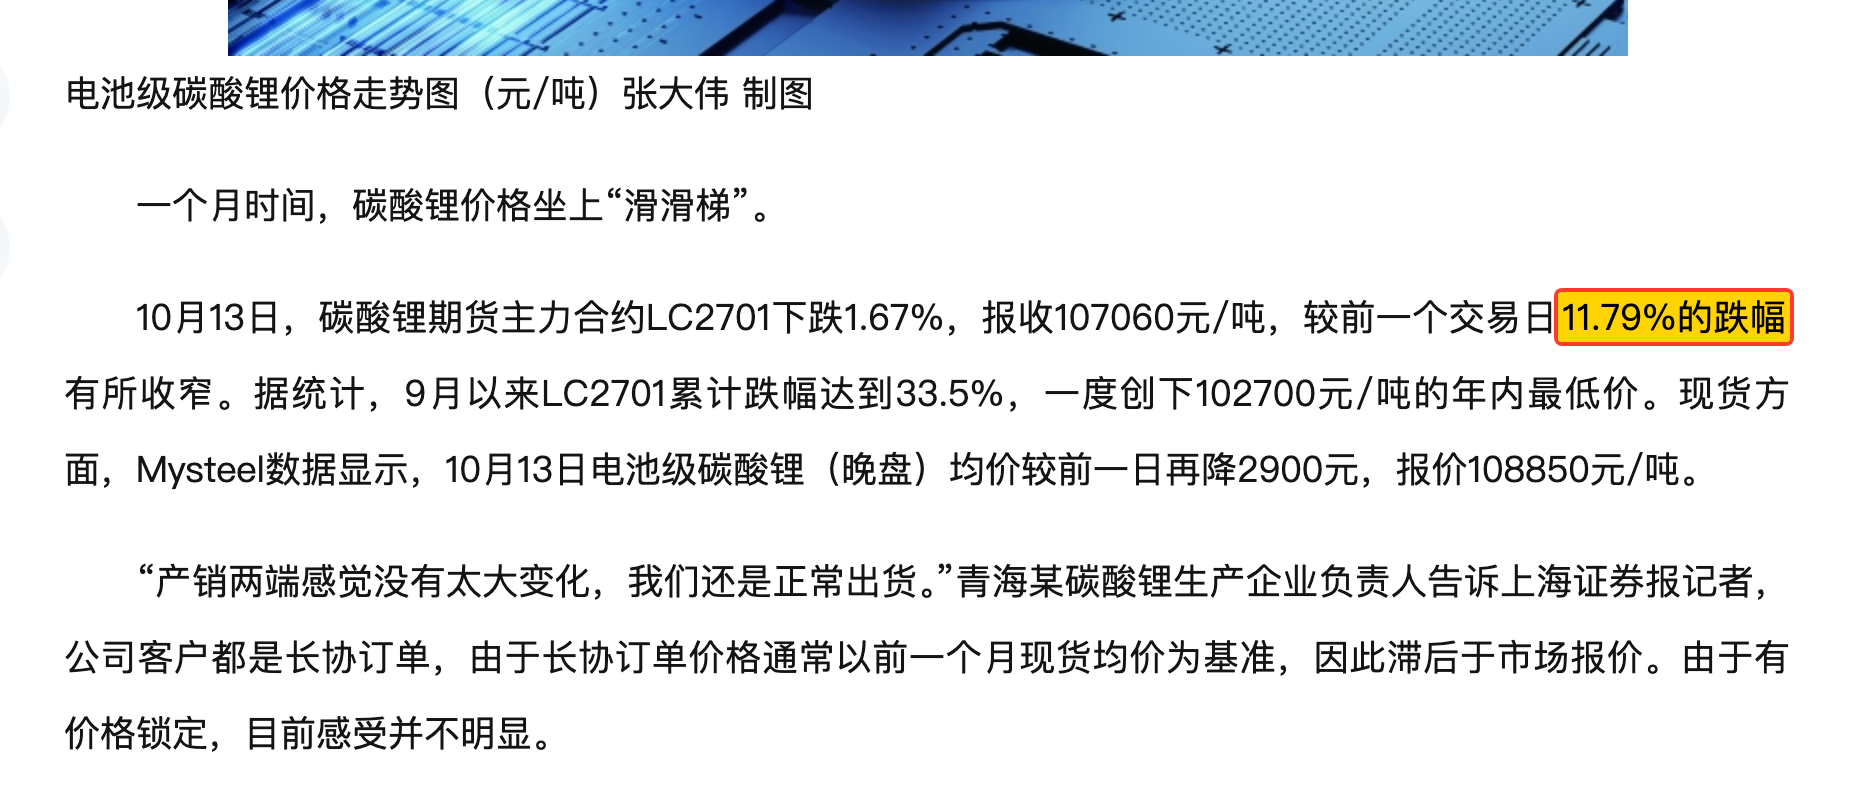 电池级碳酸锂价格走势图（元/吨）张大伟 制图
一个月时间，碳酸锂价格坐上“滑滑梯”。
10月13日，碳酸锂期货主力合约LC2701下跌1.67%，报收107060元/吨，较前一个交易日11.79%的跌幅
有所收窄。据统计，9月以来LC2701累计跌幅达到33.5%，一度创下102700元/吨的年内最低价。现货方
面，Mysteel数据显示，10月13日电池级碳酸锂（晚盘）均价较前一日再降2900元，报价108850元/吨。
“产销两端感觉没有太大变化，我们还是正常出货。”青海某碳酸锂生产企业负责人告诉上海证券报记者，
公司客户都是长协订单，由于长协订单价格通常以前一个月现货均价为基准，因此滞后于市场报价。由于有
价格锁定，目前感受并不明显。